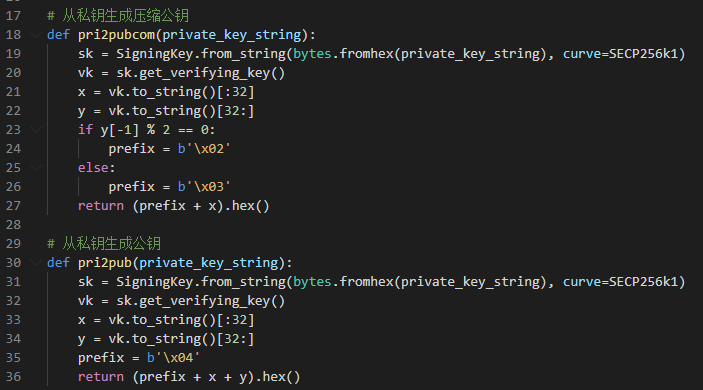 17 # 从私钥生成压缩公钥
18 def pri2pubcom(private_key_string):
19     sk = SigningKey.from_string(bytes.fromhex(private_key_string), curve=SECP256k1)
20     vk = sk.get_verifying_key()
21     x = vk.to_string()[:32]
22     y = vk.to_string()[32:]
23     if y[-1] % 2 == 0:
24         prefix = b'\x02'
25     else:
26         prefix = b'\x03'
27     return (prefix + x).hex()
28
29 # 从私钥生成公钥
30 def pri2pub(private_key_string):
31     sk = SigningKey.from_string(bytes.fromhex(private_key_string), curve=SECP256k1)
32     vk = sk.get_verifying_key()
33     x = vk.to_string()[:32]
34     y = vk.to_string()[32:]
35     prefix = b'\x04'
36     return (prefix + x + y).hex()